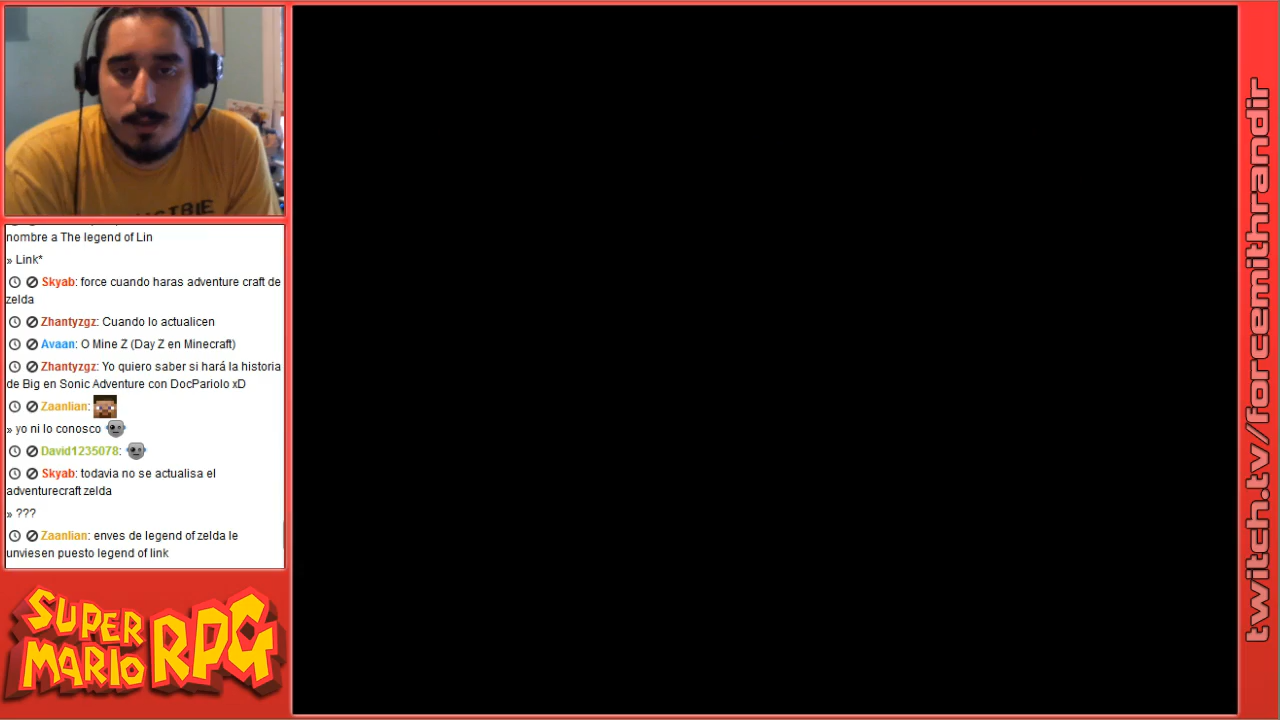 nombre a The legend of Lin
» Link*
Skyab: force cuando haras adventure craft de
zelda
Zhantyzgz: Cuando lo actualicen
Avaan: O Mine Z (Day Z en Minecraft)
Zhantyzgz: Yo quiero saber si hará la historia
de Big en Sonic Adventure con DocPariolo xD
Zaanlian:
» yo ni lo conosco
David1235078:
Skyab: todavia no se actualisa el
adventurecraft zelda
» ???
Zaanlian: enves de legend of zelda le
unviesen puesto legend of link
SUPER
MARIO RPG
twitch.tv/forcemithrandir